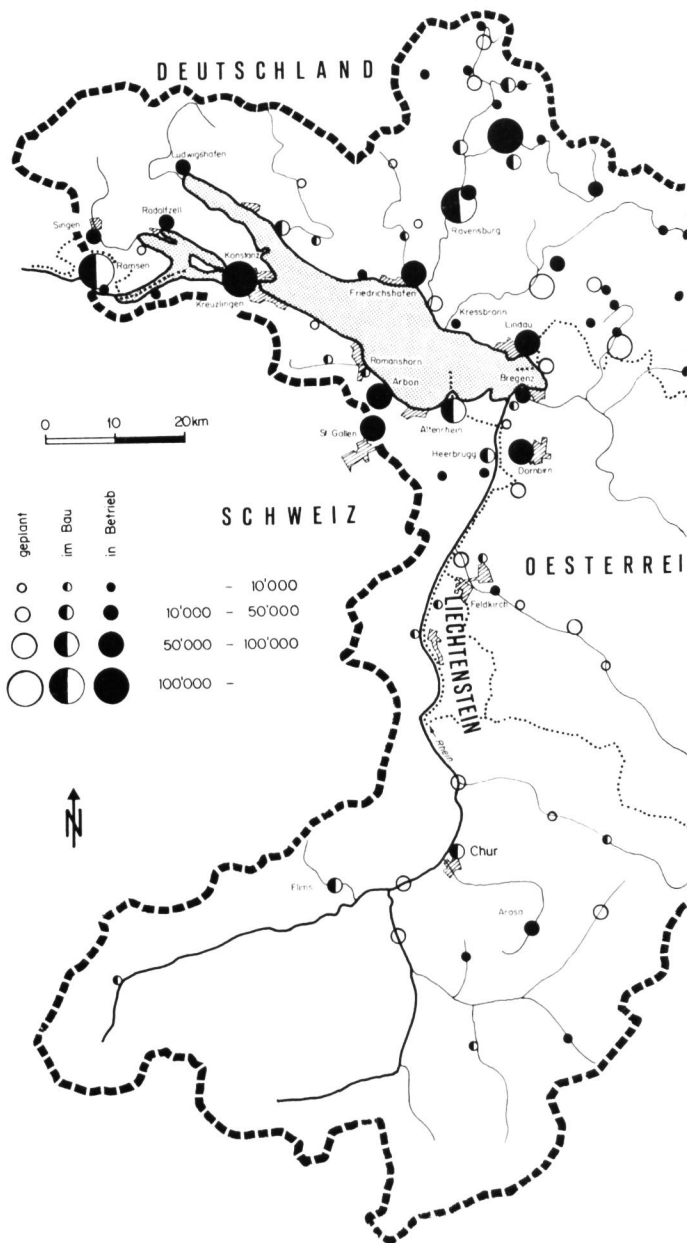 DEUTSCHLAND
Ludwigshafen
Radolfzell
Singen
Ramsen
Konstanz
Kreuzlingen
Ravensburg
Friedrichshafen
Kressbronn
Lindau
Romanshorn
Arbon
Bregenz
Altenrhein
St. Gallen
Heerbrugg
Dornbirn
0 10 20km
SCHWEIZ
geplant
im Bau
in Betrieb
- 10'000
10'000 - 50'000
50'000 - 100'000
100'000 -
OESTERREI
Feldkirch
LIECHTENSTEIN
Rhein
N
Chur
Flims
Arosa